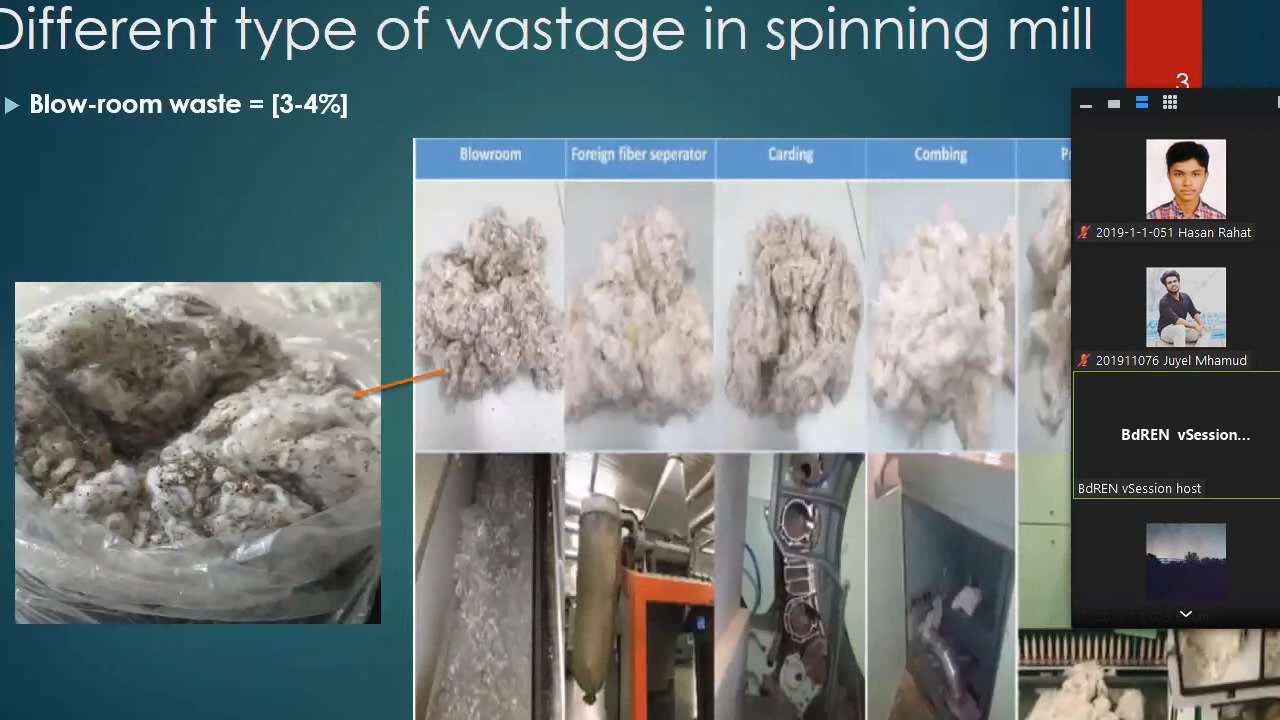 Different type of wastage in spinning mill
3
Blow-room waste = [3-4%]
Blowroom
Foreign fiber seperator
Carding
Combing
2019-1-1-051 Hasan Rahat
201911076 Juyel Mhamud
BdREN vSession...
BdREN vSession host